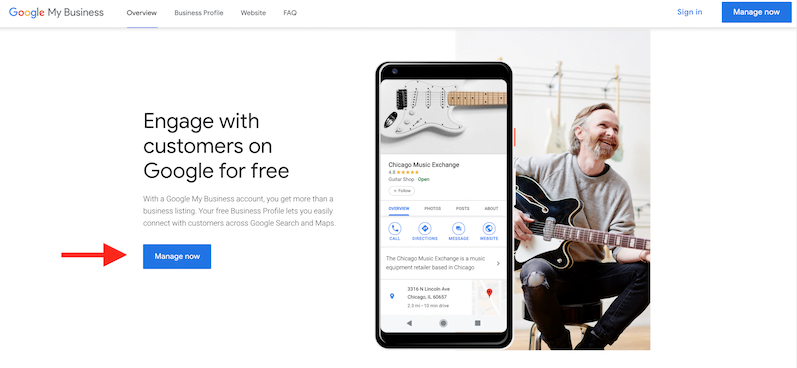 Google My Business
Overview
Business Profile
Website
FAQ
Sign in
Manage now
Engage with
customers on
Google for free
With a Google My Business account, you get more than a
business listing. Your free Business Profile lets you easily
connect with customers across Google Search and Maps.
Manage now
Chicago Music Exchange
4.8
Guitar Shop · Open
+ Follow
OVERVIEW
PHOTOS
POSTS
ABOUT
CALL
DIRECTIONS
MESSAGE
WEBSITE
The Chicago Music Exchange is a music
equipment retailer based in Chicago
3316 N Lincoln Ave
Chicago, IL 60657
2.3 mi · 10 min drive